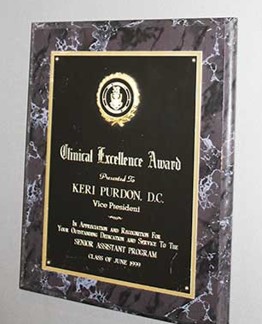 Clinical Excellence Award
Presented To
KERI PURDON, D.C.
Vice President
IN APPRECIATION AND RECOGNITION FOR
YOUR OUTSTANDING DEDICATION AND SERVICE TO THE
SENIOR ASSISTANT PROGRAM
CLASS OF JUNE 1999